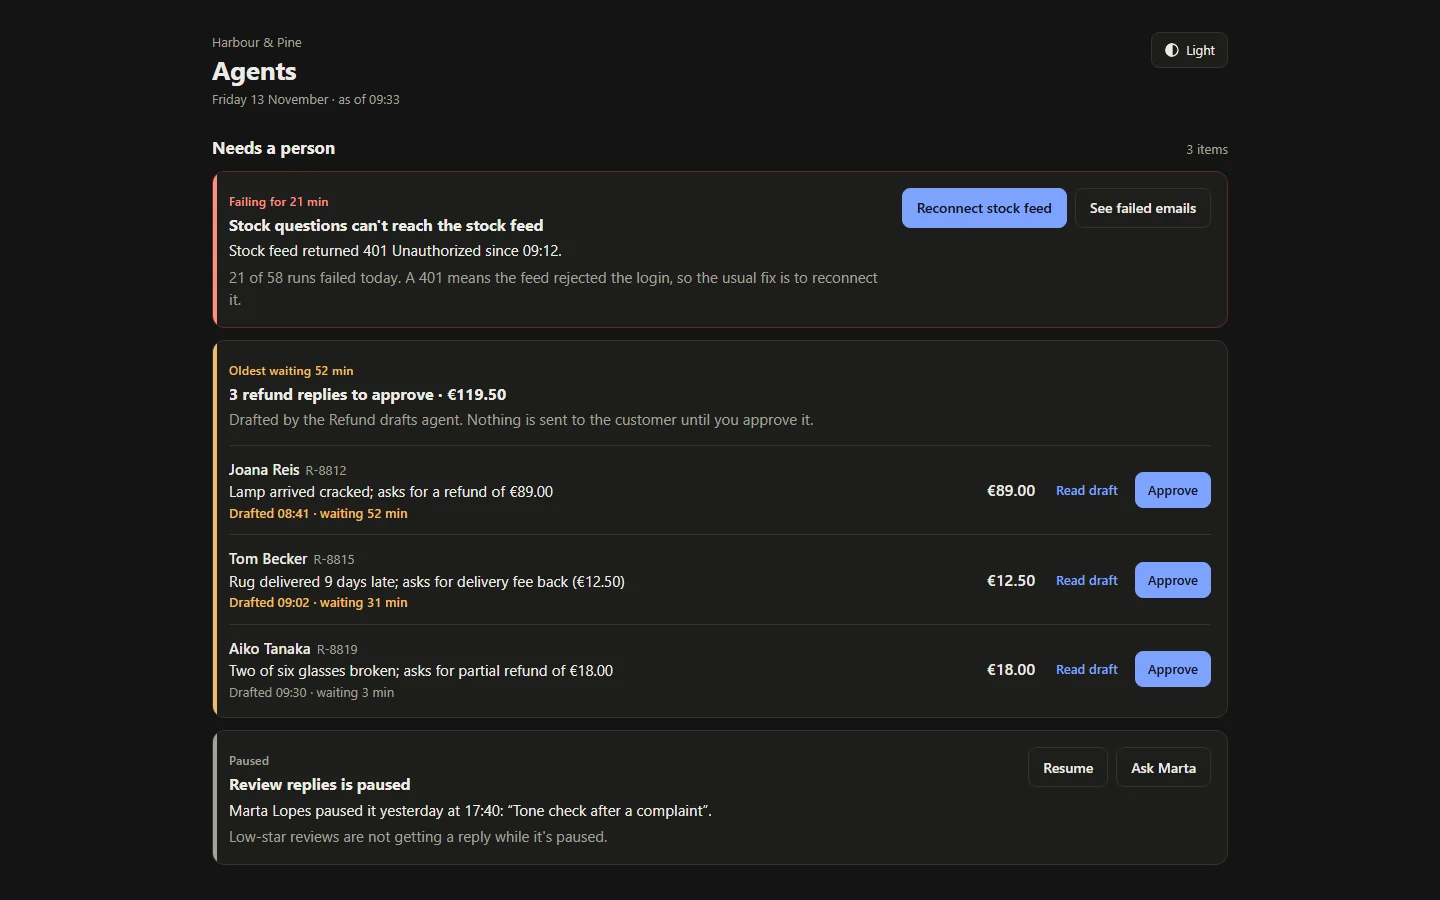 Harbour & Pine
Agents
Friday 13 November · as of 09:33
Light
Needs a person
3 items
Failing for 21 min
Stock questions can't reach the stock feed
Stock feed returned 401 Unauthorized since 09:12.
21 of 58 runs failed today. A 401 means the feed rejected the login, so the usual fix is to reconnect
it.
Reconnect stock feed
See failed emails
Oldest waiting 52 min
3 refund replies to approve · €119.50
Drafted by the Refund drafts agent. Nothing is sent to the customer until you approve it.
Joana Reis R-8812
Lamp arrived cracked; asks for a refund of €89.00
Drafted 08:41 · waiting 52 min
€89.00
Read draft
Approve
Tom Becker R-8815
Rug delivered 9 days late; asks for delivery fee back (€12.50)
Drafted 09:02 · waiting 31 min
€12.50
Read draft
Approve
Aiko Tanaka R-8819
Two of six glasses broken; asks for partial refund of €18.00
Drafted 09:30 · waiting 3 min
€18.00
Read draft
Approve
Paused
Review replies is paused
Marta Lopes paused it yesterday at 17:40: “Tone check after a complaint”.
Low-star reviews are not getting a reply while it's paused.
Resume
Ask Marta